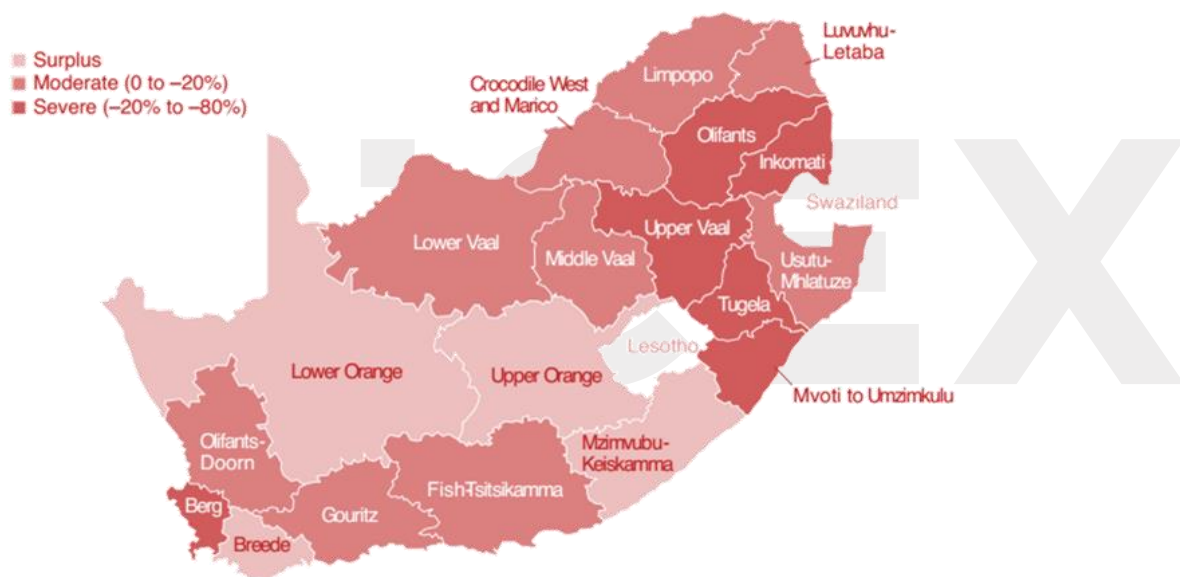 Surplus
Moderate (0 to –20%)
Severe (–20% to –80%)
Luvuvhu-
Letaba
Limpopo
Crocodile West
and Marico
Olifants
Inkomati
Swaziland
Upper Vaal
Lower Vaal
Middle Vaal
Usutu-
Mhlatuze
Tugela
Lesotho
Lower Orange
Upper Orange
Mvoti to Umzimkulu
Olifants-
Doorn
Mzimvubu-
Keiskamma
Fish-Tsitsikamma
Berg
Gouritz
Breede